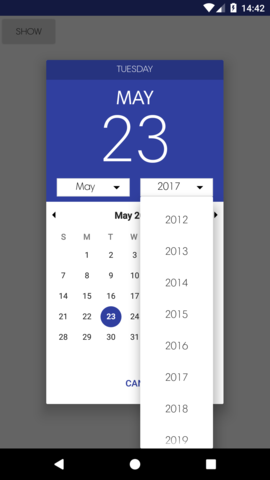 14:42
SHOW
TUESDAY
MAY
23
May 2017
May 20
S M T W
1 2 3
7 8 9 10
14 15 16 17
21 22 23 24
28 29 30 31
CAN
2012
2013
2014
2015
2016
2017
2018
2019